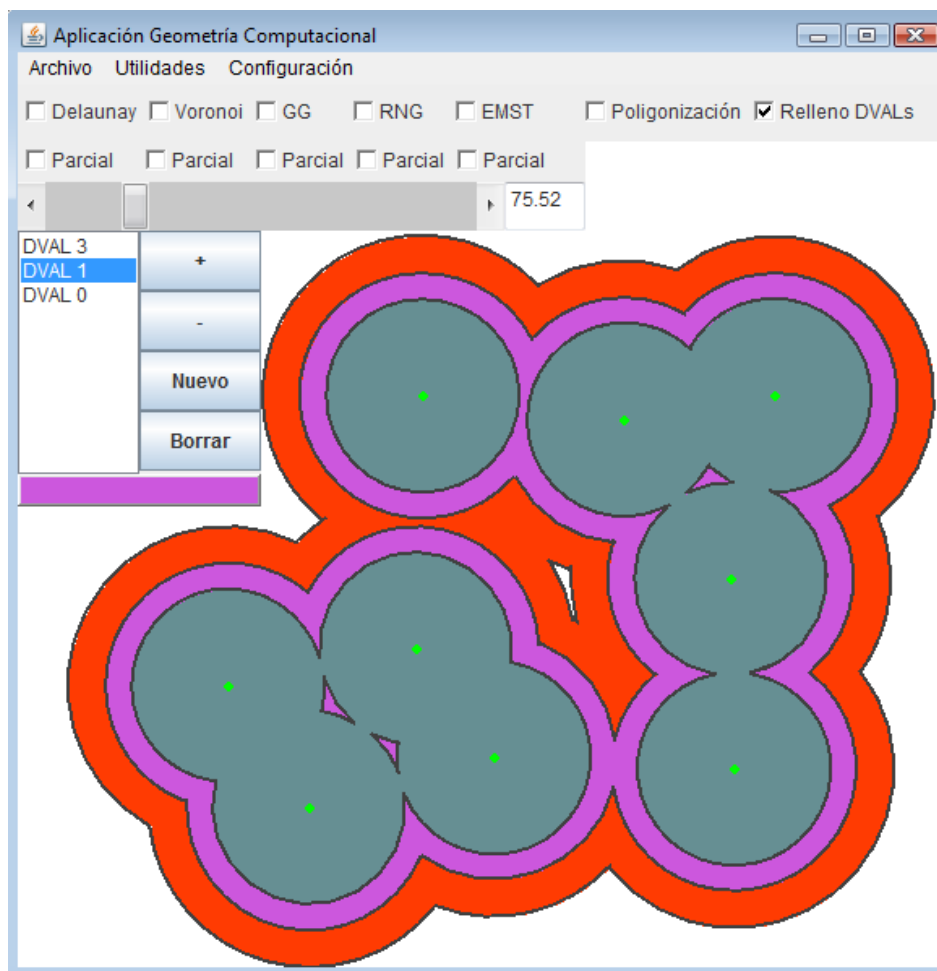 Aplicación Geometría Computacional
Archivo Utilidades Configuración
Delaunay Voronoi GG RNG EMST Poligonización Relleno DVALs
Parcial Parcial Parcial Parcial Parcial
75.52
DVAL 3
DVAL 1
DVAL 0
+
-
Nuevo
Borrar